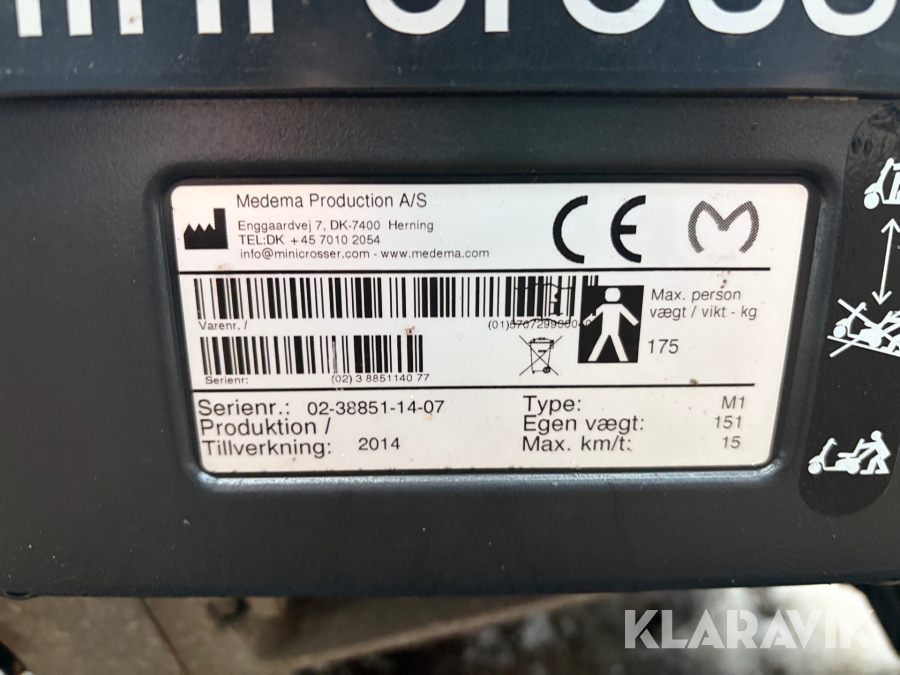 Medema Production A/S
Enggaardvej 7, DK-7400 Herning
TEL:DK +45 7010 2054
info@minicrosser.com - www.medema.com
CE
Max. person
vægt / vikt - kg
175
Varenr. /
Serienr:
(02) 3 8851140 77
Serienr.: 02-38851-14-07
Produktion /
Tillverkning: 2014
Type: M1
Egen vægt: 151
Max. km/t: 15
KLARAVIK